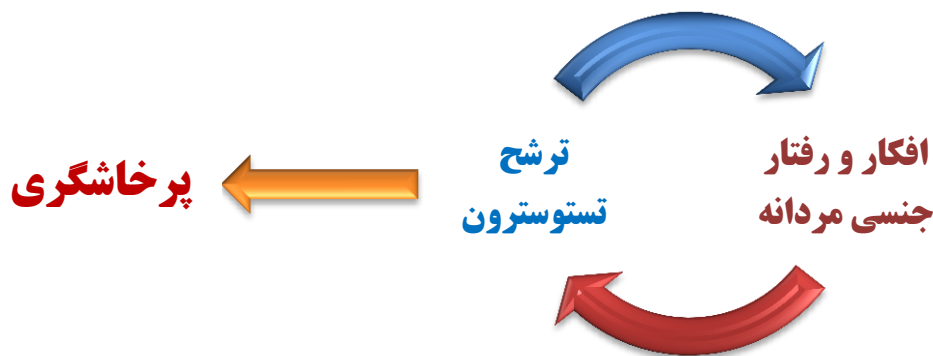 افکار و رفتار
جنسی مردانه
ترشح
تستوسترون
پرخاشگری